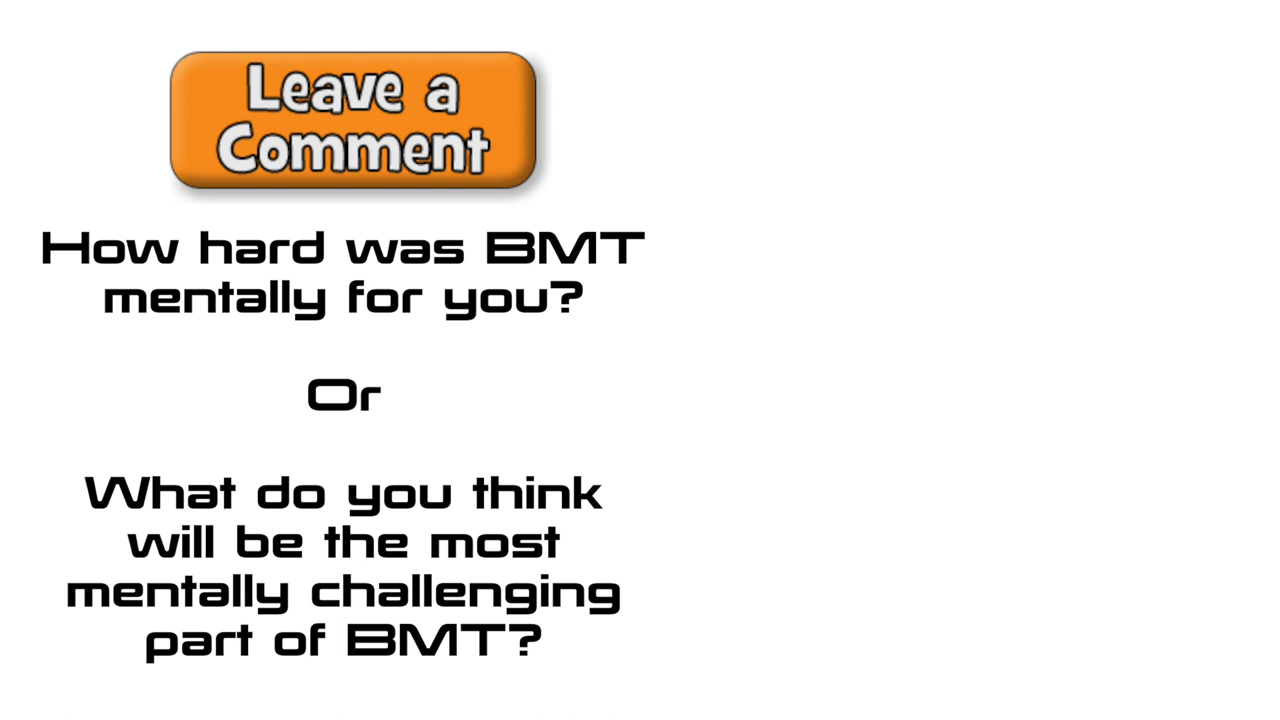 Leave a
Comment
How hard was BMT
mentally for you?
Or
What do you think
will be the most
mentally challenging
part of BMT?